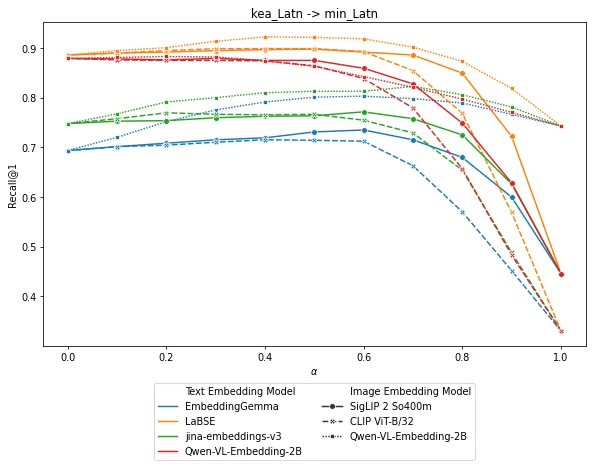 kea_Latn -> min_Latn
Recall@1
0.9
0.8
0.7
0.6
0.5
0.4
0.0 0.2 0.4 0.6 0.8 1.0
α
Text Embedding Model Image Embedding Model
EmbeddingGemma SigLIP 2 So400m
LaBSE CLIP ViT-B/32
jina-embeddings-v3 Qwen-VL-Embedding-2B
Qwen-VL-Embedding-2B